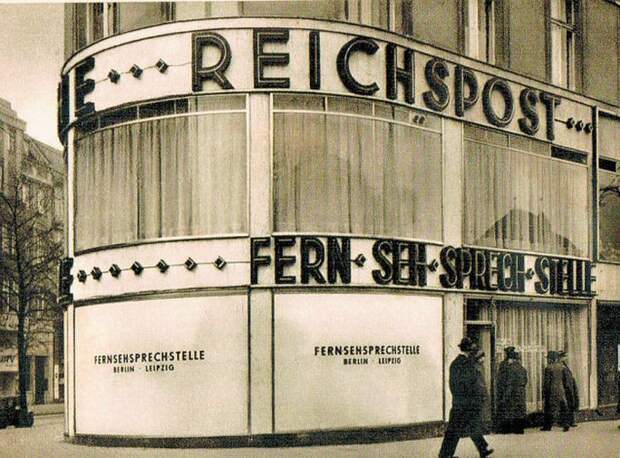 REICHSPOST
FERN-SEH-SPRECH-STELLE
FERNSEHSPRECHSTELLE
BERLIN - LEIPZIG
FERNSEHSPRECHSTELLE
BERLIN - LEIPZIG